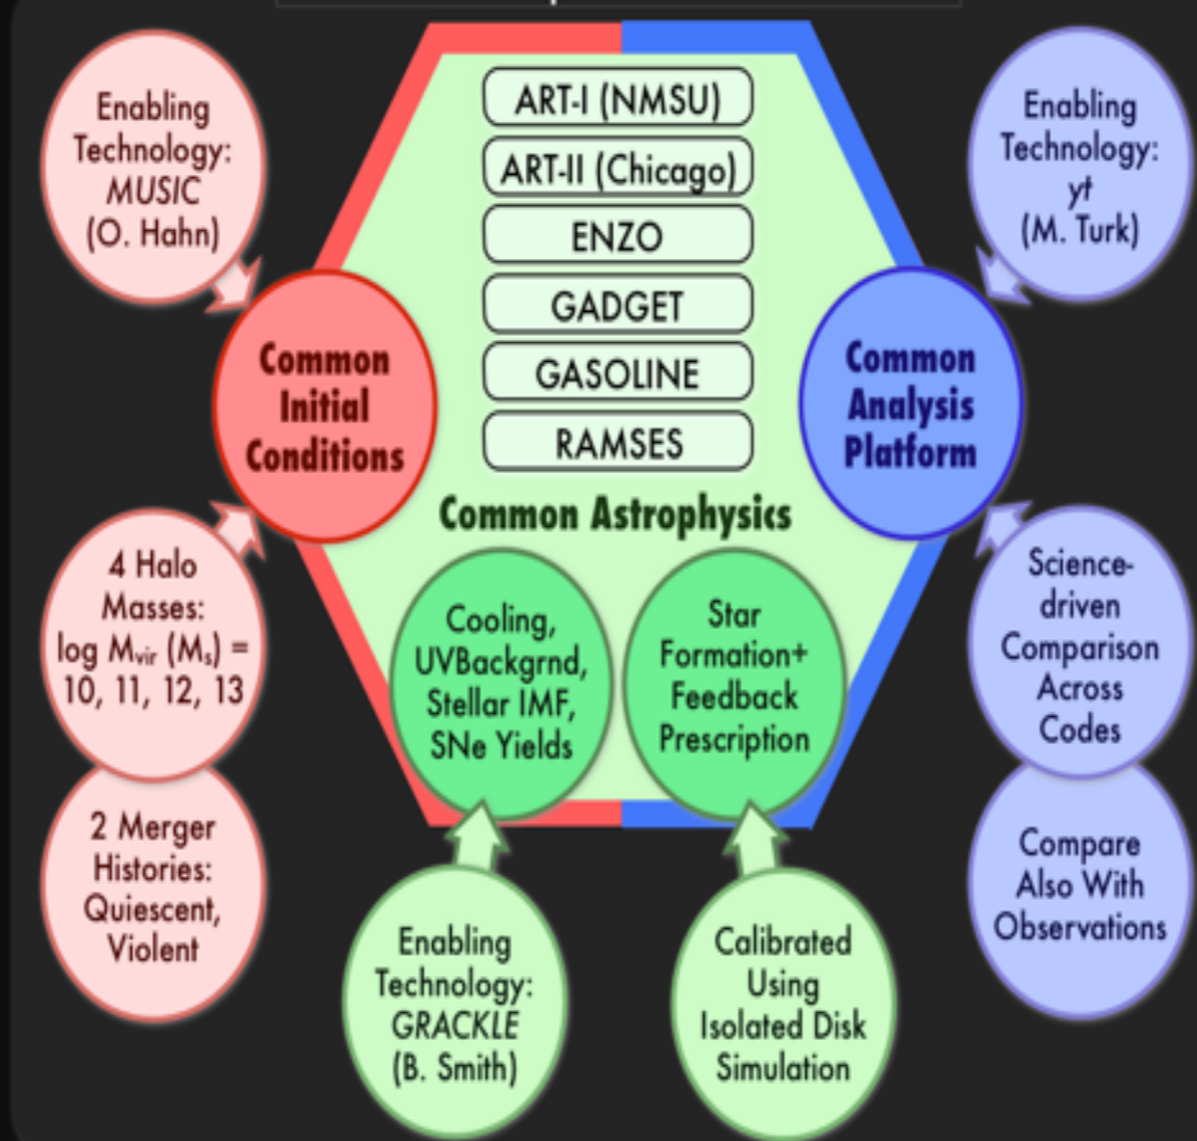 Enabling
Technology:
MUSIC
(O. Hahn)
Common
Initial
Conditions
4 Halo
Masses:
log Mvir (Ms) =
10, 11, 12, 13
2 Merger
Histories:
Quiescent,
Violent
ART-I (NMSU)
ART-II (Chicago)
ENZO
GADGET
GASOLINE
RAMSES
Common Astrophysics
Cooling,
UVBackgrnd,
Stellar IMF,
SNe Yields
Star
Formation+
Feedback
Prescription
Enabling
Technology:
GRACKLE
(B. Smith)
Calibrated
Using
Isolated Disk
Simulation
Enabling
Technology:
yt
(M. Turk)
Common
Analysis
Platform
Science-
driven
Comparison
Across
Codes
Compare
Also With
Observations